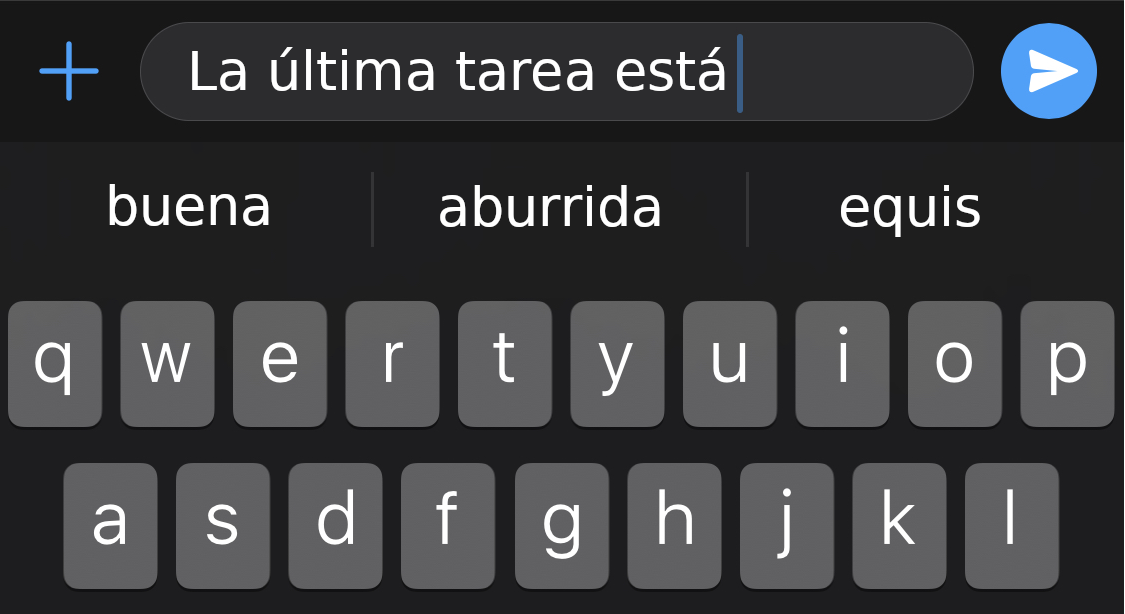 La última tarea está
buena aburrida equis
q w e r t y u i o p
a s d f g h j k l